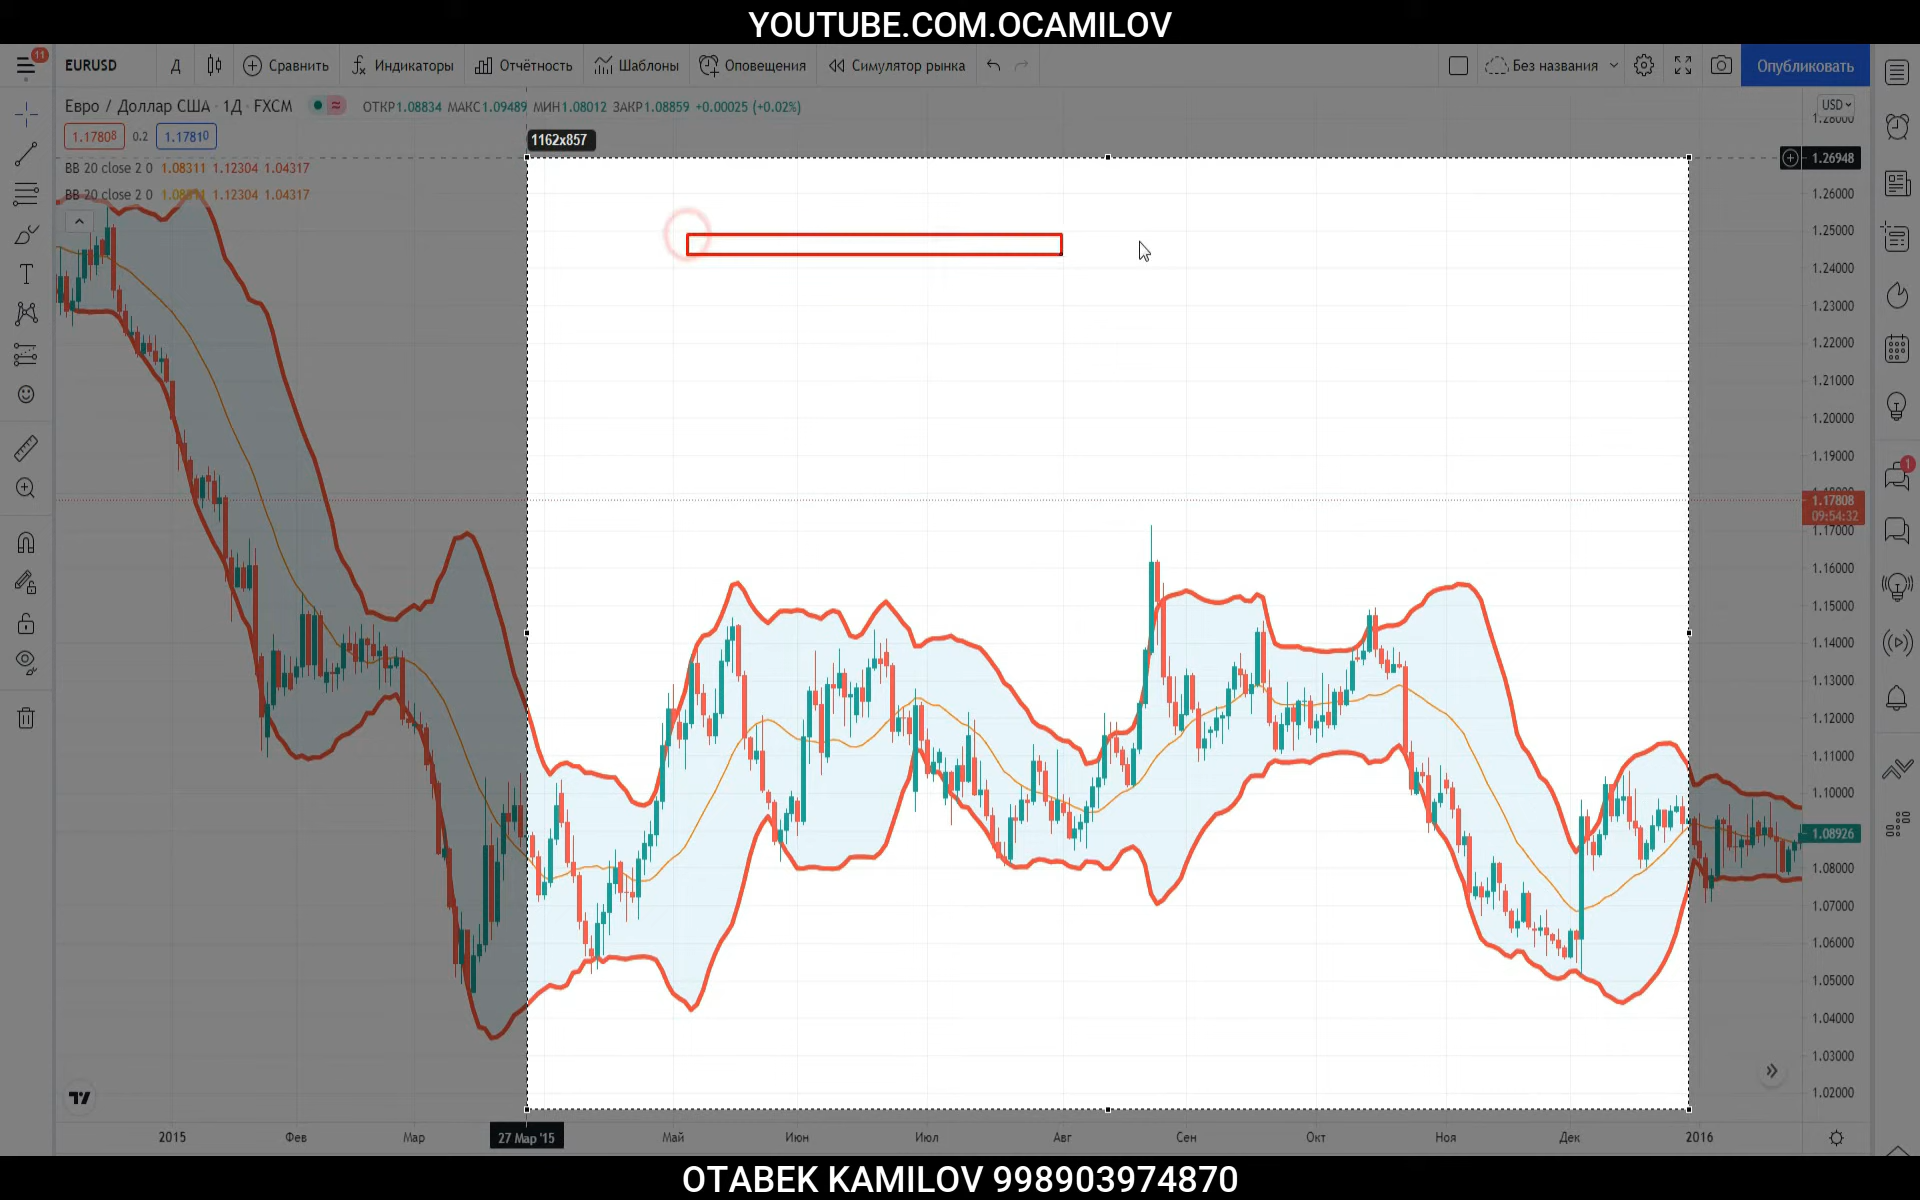 YOUTUBE.COM.OCAMILOV
11
EURUSD
Д
Сравнить
Индикаторы
Отчётность
Шаблоны
Оповещения
Симулятор рынка
Без названия
Опубликовать
Евро / Доллар США · 1Д · FXCM
ОТКР1.08834 МАКС1.09489 МИН1.08012 ЗАКР1.08859 +0.00025 (+0.02%)
USD
1.17808
0.2
1.17810
1162x857
BB 20 close 2 0 1.08311 1.12304 1.04317
BB 20 close 2 0 1.08311 1.12304 1.04317
1.28000
1.26948
1.26000
1.25000
1.24000
1.23000
1.22000
1.21000
1.20000
1.19000
1.17808
09:54:32
1.17000
1.16000
1.15000
1.14000
1.13000
1.12000
1.11000
1.10000
1.08926
1.08000
1.07000
1.06000
1.05000
1.04000
1.03000
1.02000
1
2015
Фев
Мар
27 Мар '15
Май
Июн
Июл
Авг
Сен
Окт
Ноя
Дек
2016
OTABEK KAMILOV 998903974870